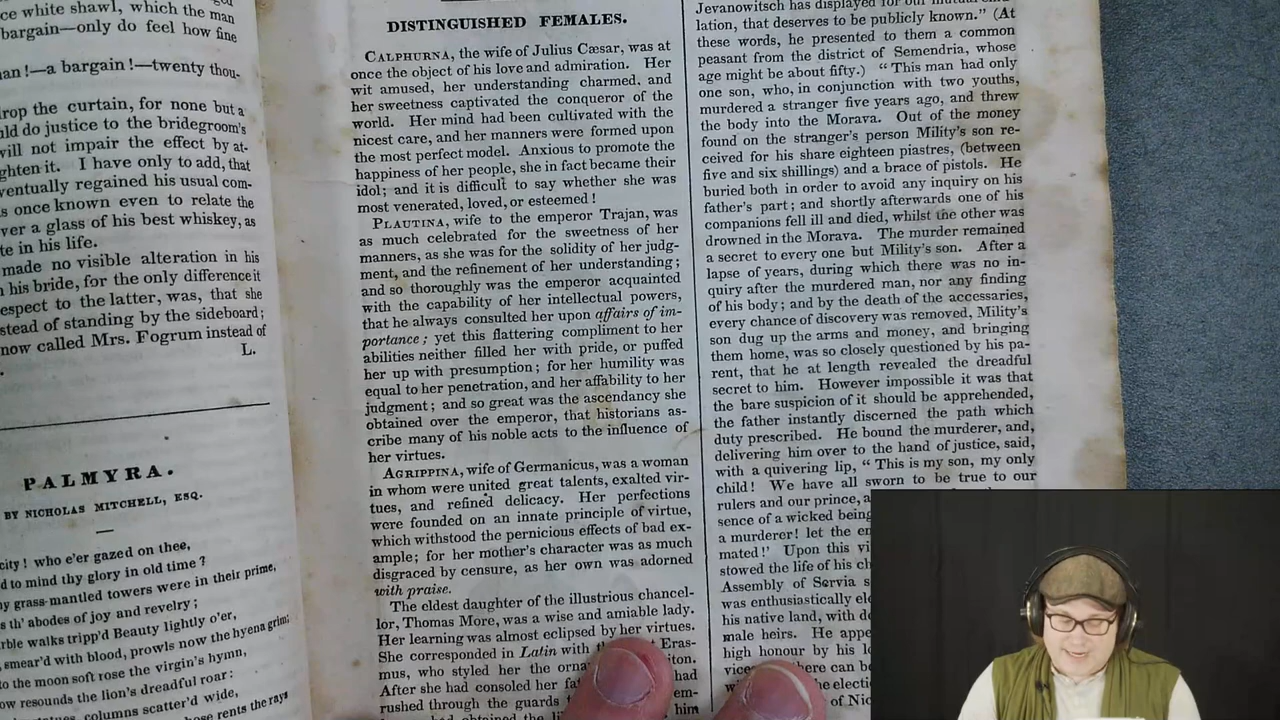 ce white shawl, which the man
bargain—only do feel how fine
an!—a bargain!—twenty thou-
rop the curtain, for none but a
ld do justice to the bridegroom's
will not impair the effect by at-
ghten it. I have only to add, that
ventually regained his usual com-
s once known even to relate the
ver a glass of his best whiskey, as
te in his life.
made no visible alteration in his
his bride, for the only difference it
espect to the latter, was, that she
stead of standing by the sideboard;
now called Mrs. Fogrum instead of
L.
PALMYRA.
BY NICHOLAS MITCHELL, ESQ.
city! who e'er gazed on thee,
d to mind thy glory in old time?
y grass-mantled towers were in their prime,
s th' abodes of joy and revelry;
rble walks tripp'd Beauty lightly o'er,
smear'd with blood, prowls now the hyena grim;
to the moon soft rose the virgin's hymn,
ow resounds the lion's dreadful roar:
columns scatter'd wide,
rents the rays
DISTINGUISHED FEMALES.
CALPHURNA, the wife of Julius Cæsar, was at
once the object of his love and admiration. Her
wit amused, her understanding charmed, and
her sweetness captivated the conqueror of the
world. Her mind had been cultivated with the
nicest care, and her manners were formed upon
the most perfect model. Anxious to promote the
happiness of her people, she in fact became their
idol; and it is difficult to say whether she was
most venerated, loved, or esteemed!
PLAUTINA, wife to the emperor Trajan, was
as much celebrated for the sweetness of her
manners, as she was for the solidity of her judg-
ment, and the refinement of her understanding;
and so thoroughly was the emperor acquainted
with the capability of her intellectual powers,
that he always consulted her upon affairs of im-
portance; yet this flattering compliment to her
abilities neither filled her with pride, or puffed
her up with presumption; for her humility was
equal to her penetration, and her affability to her
judgment; and so great was the ascendancy she
obtained over the emperor, that historians as-
cribe many of his noble acts to the influence of
her virtues.
AGRIPPINA, wife of Germanicus, was a woman
in whom were united great talents, exalted vir-
tues, and refined delicacy. Her perfections
were founded on an innate principle of virtue,
which withstood the pernicious effects of bad ex-
ample; for her mother's character was as much
disgraced by censure, as her own was adorned
with praise.
The eldest daughter of the illustrious chancel-
lor, Thomas More, was a wise and amiable lady.
Her learning was almost eclipsed by her virtues.
She corresponded in Latin with Eras-
mus, who styled her the orna
After she had consoled her fa had
rushed through the guards em-
him
Jevanowitsch has displayed for our mutual
lation, that deserves to be publicly known." (At
these words, he presented to them a common
peasant from the district of Semendria, whose
age might be about fifty.) "This man had only
one son, who, in conjunction with two youths,
murdered a stranger five years ago, and threw
the body into the Morava. Out of the money
found on the stranger's person Mility's son re-
ceived for his share eighteen piastres, (between
five and six shillings) and a brace of pistols. He
buried both in order to avoid any inquiry on his
father's part; and shortly afterwards one of his
companions fell ill and died, whilst the other was
drowned in the Morava. The murder remained
a secret to every one but Mility's son. After a
lapse of years, during which there was no in-
quiry after the murdered man, nor any finding
of his body; and by the death of the accessaries,
every chance of discovery was removed, Mility's
son dug up the arms and money, and bringing
them home, was so closely questioned by his pa-
rent, that he at length revealed the dreadful
secret to him. However impossible it was that
the bare suspicion of it should be apprehended,
the father instantly discerned the path which
duty prescribed. He bound the murderer, and,
delivering him over to the hand of justice, said,
with a quivering lip, "This is my son, my only
child! We have all sworn to be true to our
rulers and our prince, a
sence of a wicked being
a murderer! let the en
mated!' Upon this vi
stowed the life of his ch
Assembly of Servia s
was enthusiastically ele
his native land, with de
male heirs. He appe
high honour by his l
here can be
he electi
of Nic